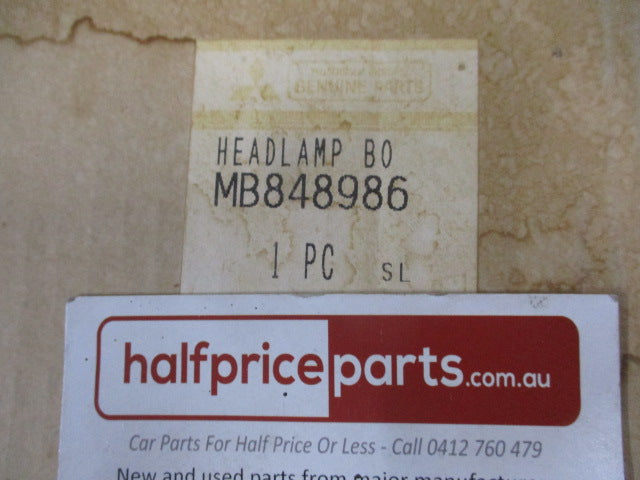 GENUINE PARTS
HEADLAMP BO
MB848986
1 PC SL
halfpriceparts.com.au
Car Parts For Half Price Or Less - Call 0412 760 479
New and used parts from major manufacturers